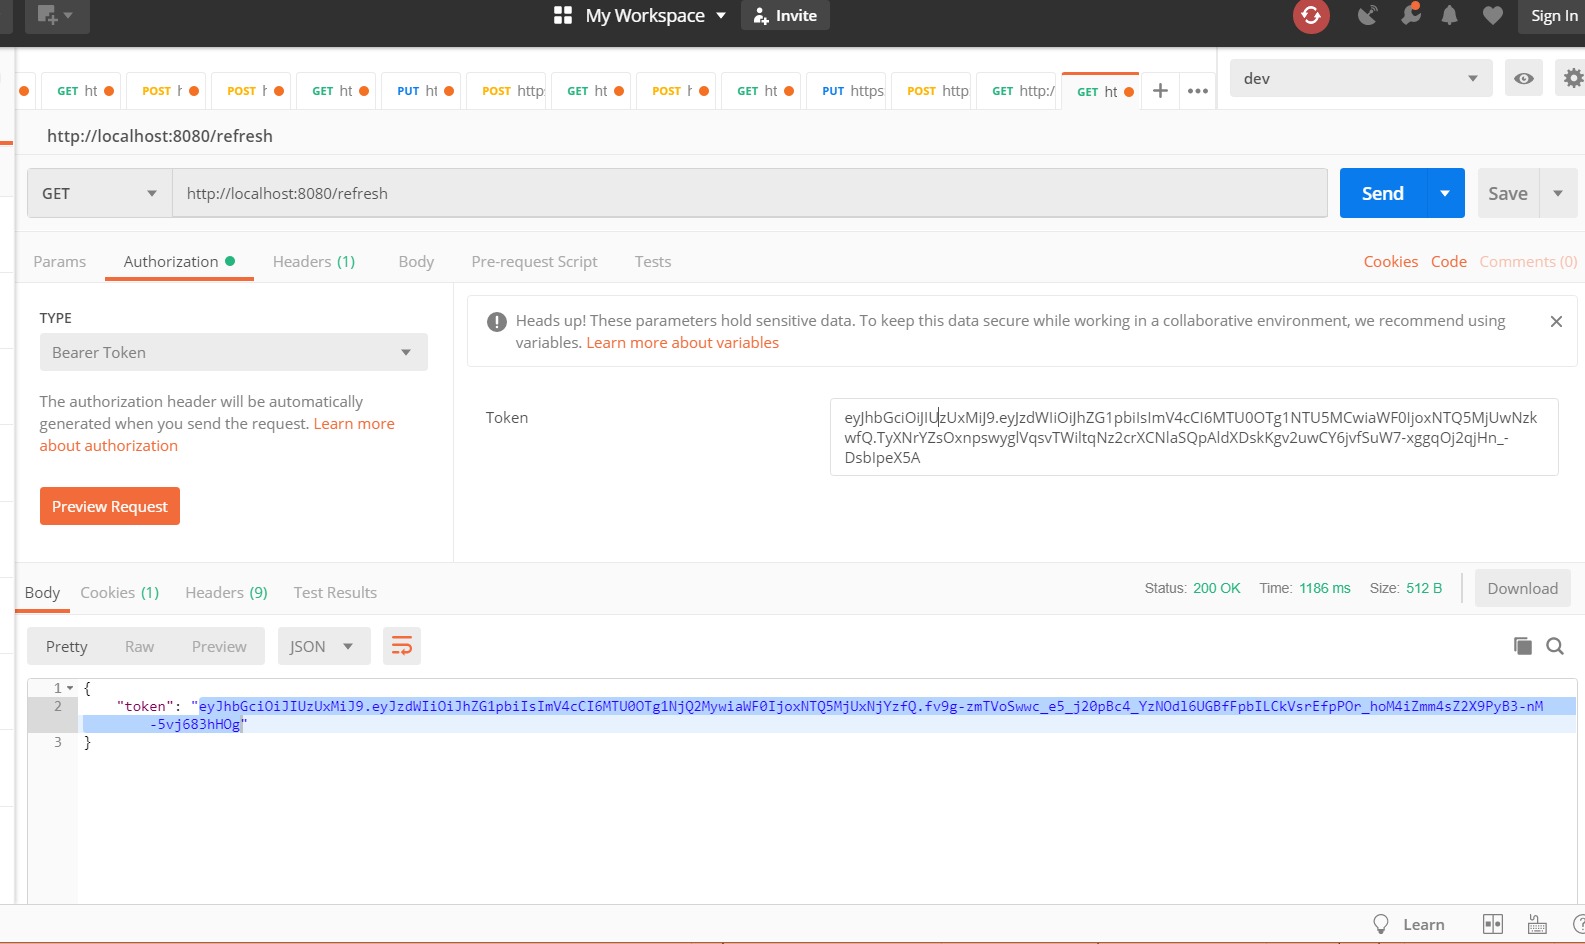 My Workspace Invite Sign In
GET ht POST h POST h GET ht PUT ht POST http GET ht POST h GET ht PUT https POST http GET http:/ GET ht + dev
http://localhost:8080/refresh
GET http://localhost:8080/refresh Send Save
Params Authorization Headers (1) Body Pre-request Script Tests Cookies Code Comments (0)
TYPE
Bearer Token
The authorization header will be automatically
generated when you send the request. Learn more
about authorization
Preview Request
Heads up! These parameters hold sensitive data. To keep this data secure while working in a collaborative environment, we recommend using
variables. Learn more about variables
Token
eyJhbGciOiJIUzUxMiJ9.eyJzdWIiOiJhZG1pbiIsImV4cCI6MTU0OTg1NTU5MCwiaWF0IjoxNTQ5MjUwNzk
wfQ.TyXNrYZsOxnpswyglVqsvTWiltqNz2crXCNlaSQpAldXDskKgv2uwCY6jvfSuW7-xggqOj2qjHn_-
DsbIpeX5A
Body Cookies (1) Headers (9) Test Results Status: 200 OK Time: 1186 ms Size: 512 B Download
Pretty Raw Preview JSON
1 {
2 "token": "eyJhbGciOiJIUzUxMiJ9.eyJzdWIiOiJhZG1pbiIsImV4cCI6MTU0OTg1NjQ2MywiaWF0IjoxNTQ5MjUxNjYzfQ.fv9g-zmTVoSwwc_e5_j20pBc4_YzNOdl6UGBfFpbILCkVsrEfpPOr_hoM4iZmm4sZ2X9PyB3-nM
-5vj683hHOg"
3 }
Learn